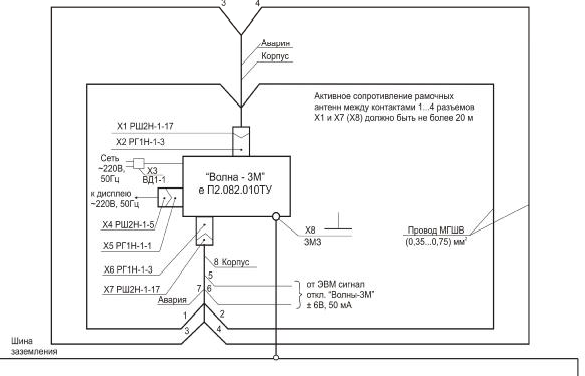 3 4
Авария
Корпус
Активное сопротивление рамочных
антенн между контактами 1...4 разъемов
X1 и X7 (X8) должно быть не более 20 м
X1 РШ2Н-1-17
X2 РГ1Н-1-3
Сеть
~220В,
50Гц
X3
ВД1-1
"Волна - 3М"
ё П2.082.010ТУ
к дисплею
~220В, 50Гц
X4 РШ2Н-1-5
X5 РГ1Н-1-1
X8
ЗМЗ
Провод МГШВ
(0,35...0,75) мм²
X6 РГ1Н-1-3
X7 РШ2Н-1-17
8 Корпус
5
7 6
Авария
от ЭВМ сигнал
откл. "Волны-3М"
± 6В, 50 мА
1 2
3 4
Шина
заземления